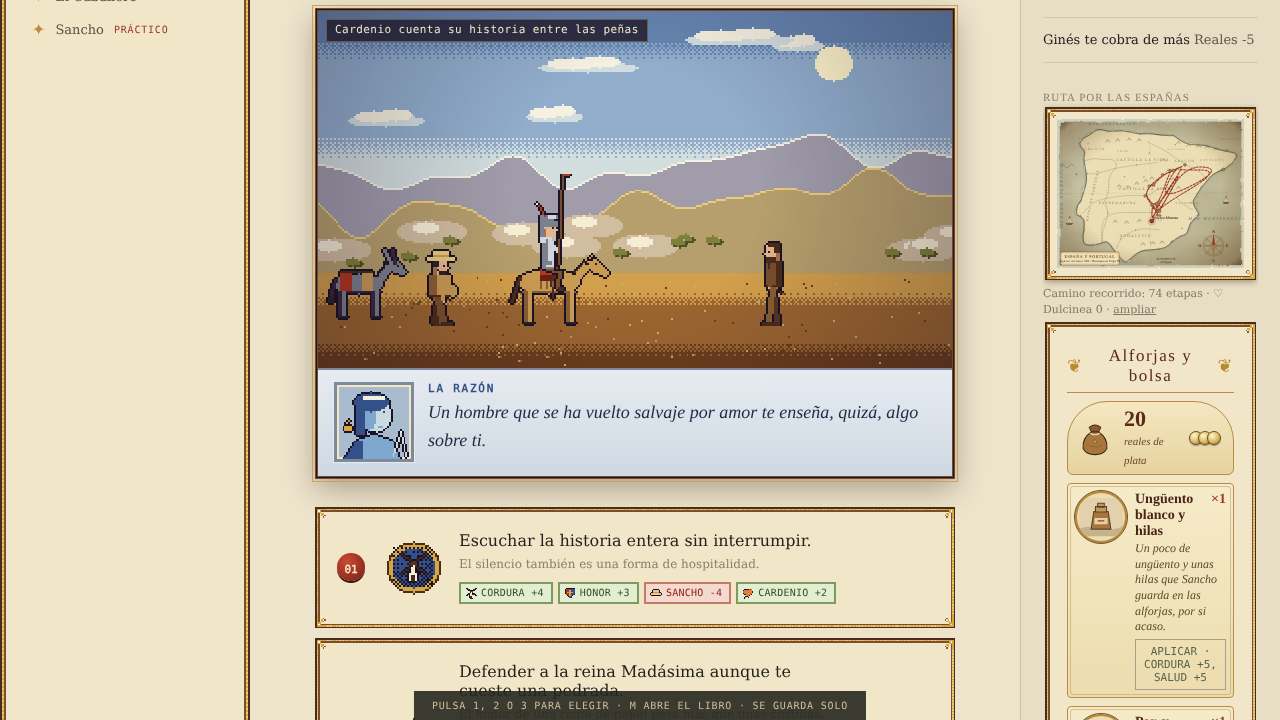 Sancho PRÁCTICO
Cardenio cuenta su historia entre las peñas
LA RAZÓN
Un hombre que se ha vuelto salvaje por amor te enseña, quizá, algo
sobre ti.
01
Escuchar la historia entera sin interrumpir.
El silencio también es una forma de hospitalidad.
CORDURA +4
HONOR +3
SANCHO -4
CARDENIO +2
Defender a la reina Madásima aunque te
cueste una pedrada.
PULSA 1, 2 O 3 PARA ELEGIR · M ABRE EL LIBRO · SE GUARDA SOLO
Ginés te cobra de más Reales -5
RUTA POR LAS ESPAÑAS
Camino recorrido: 74 etapas · ♡
Dulcinea 0 · ampliar
Alforjas y
bolsa
20
reales de
plata
Ungüento
blanco y
hilas
×1
Un poco de
ungüento y unas
hilas que Sancho
guarda en las
alforjas, por si
acaso.
APLICAR ·
CORDURA +5,
SALUD +5